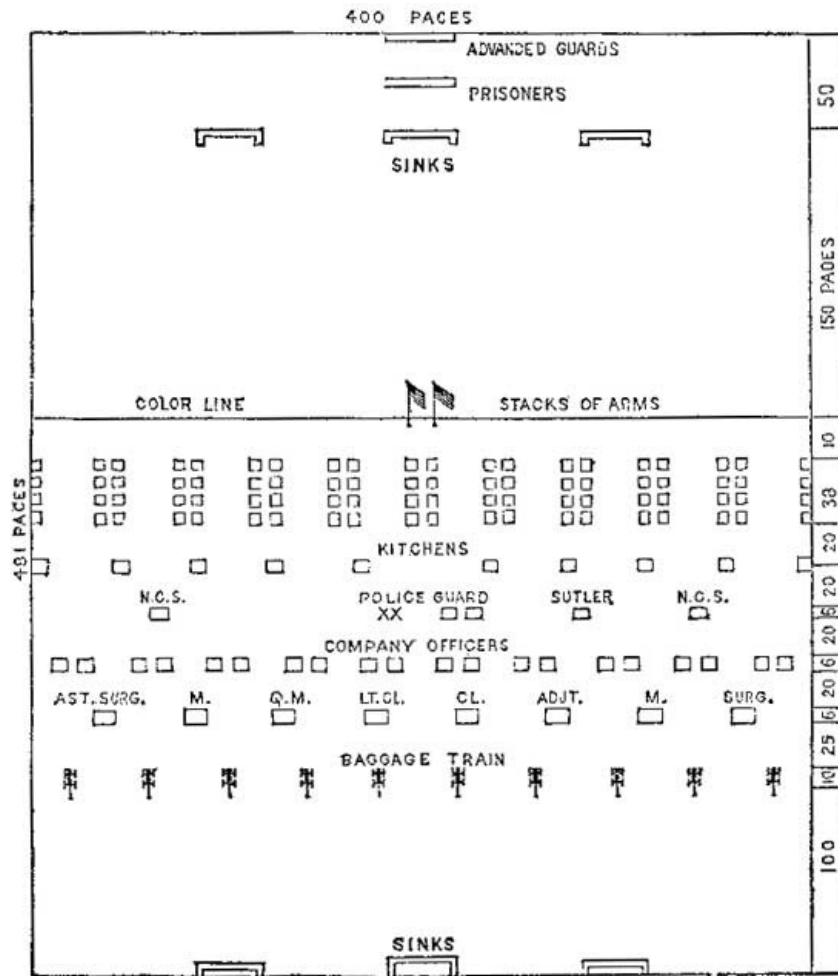 400 PACES
ADVANCED GUARDS
PRISONERS
50
SINKS
150 PACES
COLOR LINE STACKS OF ARMS
10
481 PACES
38
KITCHENS
20
20
N.C.S. POLICE GUARD SUTLER N.C.S.
XX
5
COMPANY OFFICERS
20
6
AST. SURG. M. Q.M. LT.CL. CL. ADJT. M. SURG.
20
BAGGAGE TRAIN
25
10
100
SINKS